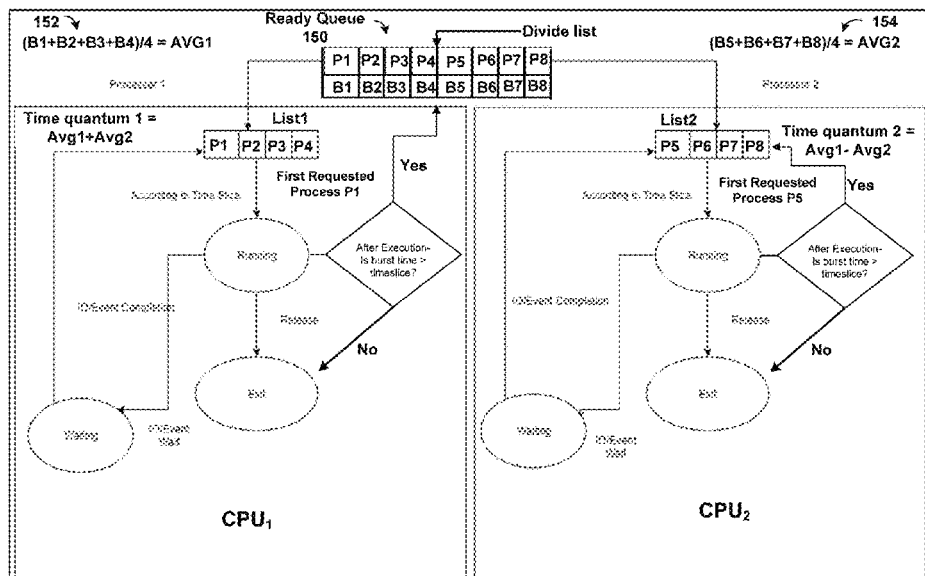 152
(B1+B2+B3+B4)/4 = AVG1
Ready Queue
150
Divide list
154
(B5+B6+B7+B8)/4 = AVG2
P1 P2 P3 P4 P5 P6 P7 P8
B1 B2 B3 B4 B5 B6 B7 B8
Processor 1
Processor 2
Time quantum 1 =
Avg1+Avg2
List1
P1 P2 P3 P4
First Requested
Process P1
Yes
According to Time Slice
Running
After Execution-
Is burst time >
timeslice?
IO/Event Completion
Release
No
Exit
Waiting
IO/Event
Wait
CPU1
List2
P5 P6 P7 P8
Time quantum 2 =
Avg1- Avg2
First Requested
Process P5
Yes
According to Time Slice
Running
After Execution-
Is burst time >
timeslice?
IO/Event Completion
Release
No
Exit
Waiting
IO/Event
Wait
CPU2